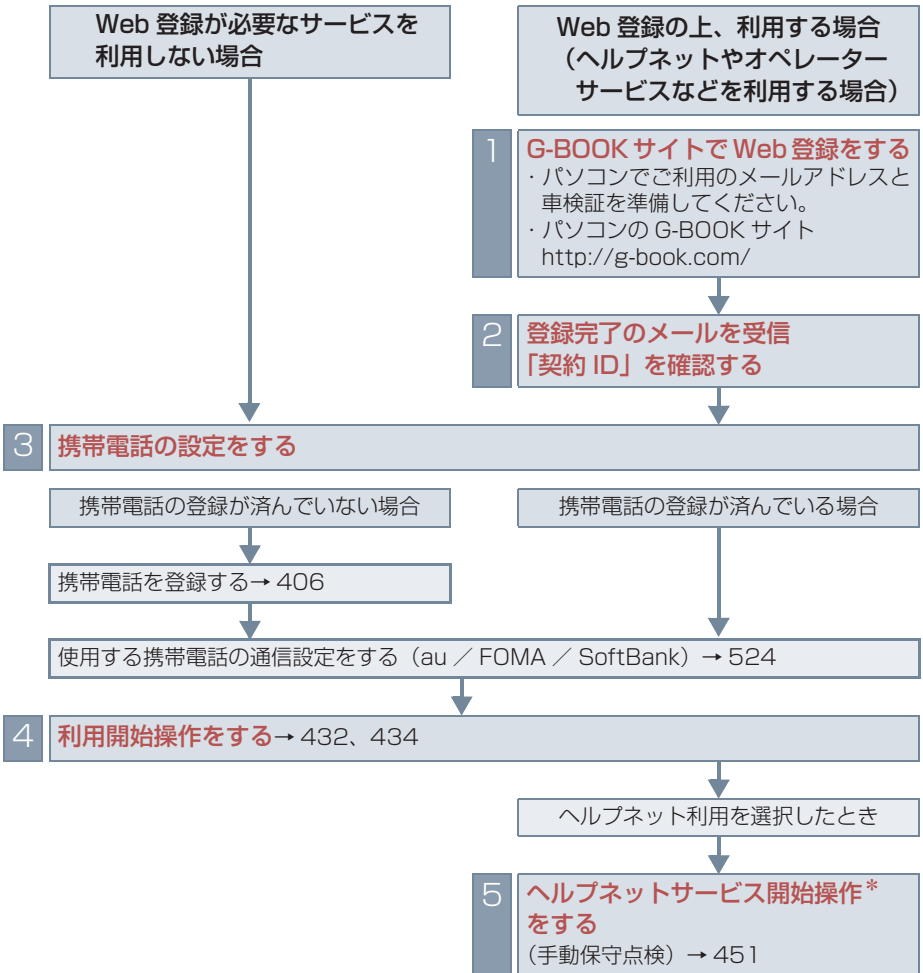 Web 登録が必要なサービスを
利用しない場合
Web 登録の上、利用する場合
（ヘルプネットやオペレーター
サービスなどを利用する場合）
1
G-BOOK サイトで Web 登録をする
・パソコンでご利用のメールアドレスと
車検証を準備してください。
・パソコンの G-BOOK サイト
http://g-book.com/
2
登録完了のメールを受信
「契約 ID」を確認する
3 携帯電話の設定をする
携帯電話の登録が済んでいない場合
携帯電話の登録が済んでいる場合
携帯電話を登録する→ 406
使用する携帯電話の通信設定をする（au ／ FOMA ／ SoftBank）→ 524
4 利用開始操作をする→ 432、434
ヘルプネット利用を選択したとき
5
ヘルプネットサービス開始操作*
をする
（手動保守点検）→ 451